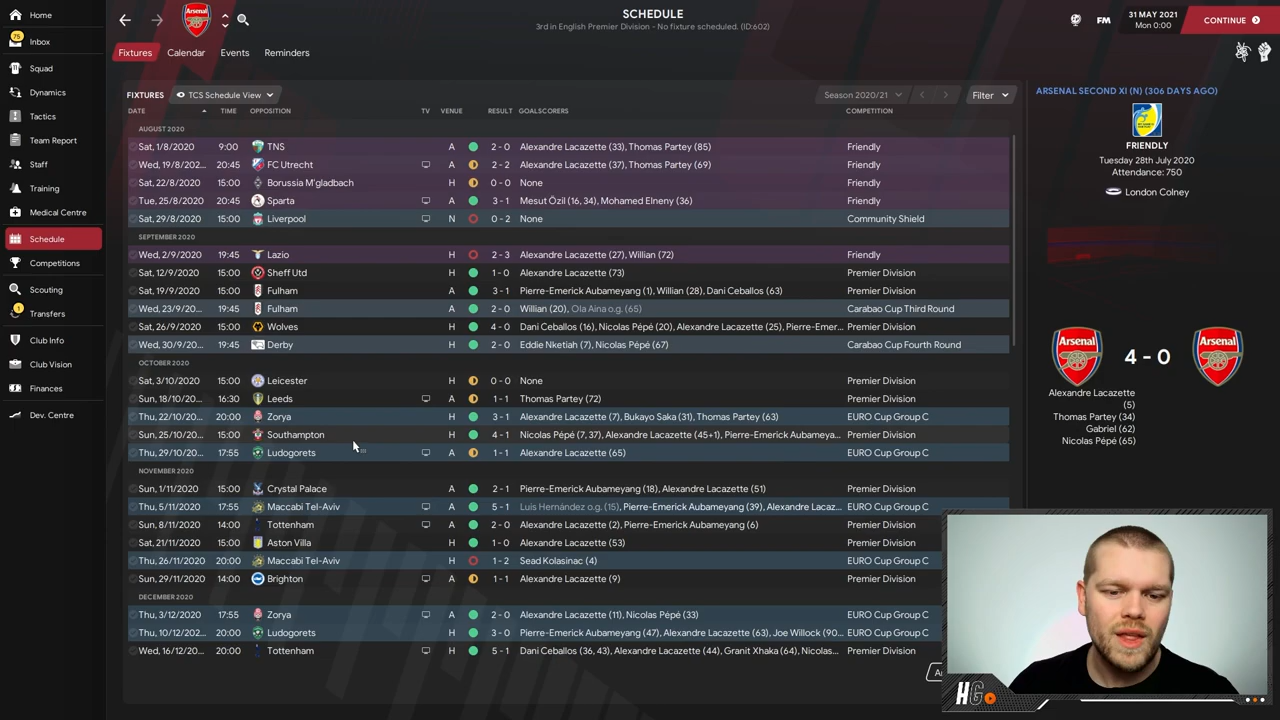 Home
SCHEDULE
3rd in English Premier Division - No fixture scheduled. (ID:602)
FM
31 MAY 2021
Mon 0:00
CONTINUE
75
Inbox
Fixtures
Calendar
Events
Reminders
Squad
Dynamics
Tactics
Team Report
Staff
Training
Medical Centre
Schedule
Competitions
Scouting
1
Transfers
Club Info
Club Vision
Finances
Dev. Centre
FIXTURES
TCS Schedule View
Season 2020/21
Filter
DATE TIME OPPOSITION TV VENUE RESULT GOALSCORERS COMPETITION
AUGUST 2020
Sat, 1/8/2020 9:00 TNS A 2 - 0 Alexandre Lacazette (33), Thomas Partey (85) Friendly
Wed, 19/8/202... 20:45 FC Utrecht A 2 - 2 Alexandre Lacazette (37), Thomas Partey (69) Friendly
Sat, 22/8/2020 15:00 Borussia M'gladbach H 0 - 0 None Friendly
Tue, 25/8/2020 20:45 Sparta A 3 - 1 Mesut Özil (16, 34), Mohamed Elneny (36) Friendly
Sat, 29/8/2020 15:00 Liverpool N 0 - 2 None Community Shield
SEPTEMBER 2020
Wed, 2/9/2020 19:45 Lazio H 2 - 3 Alexandre Lacazette (27), Willian (72) Friendly
Sat, 12/9/2020 15:00 Sheff Utd H 1 - 0 Alexandre Lacazette (73) Premier Division
Sat, 19/9/2020 15:00 Fulham A 3 - 1 Pierre-Emerick Aubameyang (1), Willian (28), Dani Ceballos (63) Premier Division
Wed, 23/9/20... 19:45 Fulham A 2 - 0 Willian (20), Ola Aina o.g. (65) Carabao Cup Third Round
Sat, 26/9/2020 15:00 Wolves H 4 - 0 Dani Ceballos (16), Nicolas Pépé (20), Alexandre Lacazette (25), Pierre-Emer... Premier Division
Wed, 30/9/20... 19:45 Derby H 2 - 0 Eddie Nketiah (7), Nicolas Pépé (67) Carabao Cup Fourth Round
OCTOBER 2020
Sat, 3/10/2020 15:00 Leicester H 0 - 0 None Premier Division
Sun, 18/10/20... 16:30 Leeds A 1 - 1 Thomas Partey (72) Premier Division
Thu, 22/10/20... 20:00 Zorya H 3 - 1 Alexandre Lacazette (7), Bukayo Saka (31), Thomas Partey (63) EURO Cup Group C
Sun, 25/10/20... 15:00 Southampton H 4 - 1 Nicolas Pépé (7, 37), Alexandre Lacazette (45+1), Pierre-Emerick Aubameya... Premier Division
Thu, 29/10/20... 17:55 Ludogorets A 1 - 1 Alexandre Lacazette (65) EURO Cup Group C
NOVEMBER 2020
Sun, 1/11/2020 15:00 Crystal Palace A 2 - 1 Pierre-Emerick Aubameyang (18), Alexandre Lacazette (51) Premier Division
Thu, 5/11/2020 17:55 Maccabi Tel-Aviv A 5 - 1 Luis Hernández o.g. (15), Pierre-Emerick Aubameyang (39), Alexandre Lacaz... EURO Cup Group C
Sun, 8/11/2020 14:00 Tottenham A 2 - 0 Alexandre Lacazette (2), Pierre-Emerick Aubameyang (6) Premier Division
Sat, 21/11/2020 15:00 Aston Villa A 1 - 0 Alexandre Lacazette (53) Premier Division
Thu, 26/11/2020 20:00 Maccabi Tel-Aviv H 1 - 2 Sead Kolasinac (4) EURO Cup Group C
Sun, 29/11/2020 14:00 Brighton A 1 - 1 Alexandre Lacazette (9) Premier Division
DECEMBER 2020
Thu, 3/12/2020 17:55 Zorya A 2 - 0 Alexandre Lacazette (11), Nicolas Pépé (33) EURO Cup Group C
Thu, 10/12/202... 20:00 Ludogorets H 3 - 0 Pierre-Emerick Aubameyang (47), Alexandre Lacazette (63), Joe Willock (90... EURO Cup Group C
Wed, 16/12/20... 20:00 Tottenham H 5 - 1 Dani Ceballos (36, 43), Alexandre Lacazette (44), Granit Xhaka (64), Nicolas... Premier Division
ARSENAL SECOND XI (N) (306 DAYS AGO)
FRIENDLY
Tuesday 28th July 2020
Attendance: 750
London Colney
Arsenal
4 - 0
Arsenal
Alexandre Lacazette
(5)
Thomas Partey (34)
Gabriel (62)
Nicolas Pépé (65)
HG